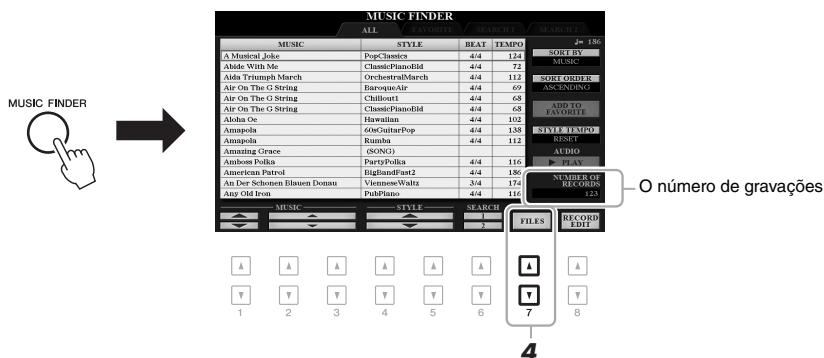 MUSIC FINDER
MUSIC FINDER
ALL FAVORITE SEARCH 1 SEARCH 2
MUSIC STYLE BEAT TEMPO
♩= 186
A Musical Joke PopClassics 4/4 124
Abide With Me ClassicPianoBld 4/4 72
Aida Triumph March OrchestralMarch 4/4 112
Air On The G String BaroqueAir 4/4 69
Air On The G String Chillout1 4/4 68
Air On The G String ClassicPianoBld 4/4 68
Aloha Oe Hawaiian 4/4 102
Amapola 60sGuitarPop 4/4 138
Amapola Rumba 4/4 112
Amazing Grace (SONG)
Amboss Polka PartyPolka 4/4 116
American Patrol BigBandFast2 4/4 186
An Der Schonen Blauen Donau VienneseWaltz 3/4 174
Any Old Iron PubPiano 4/4 116
SORT BY
MUSIC
SORT ORDER
ASCENDING
ADD TO
FAVORITE
STYLE TEMPO
RESET
AUDIO
PLAY
NUMBER OF
RECORDS
123
O número de gravações
MUSIC STYLE SEARCH
1
2
FILES
RECORD
EDIT
1 2 3 4 5 6 7 8
4